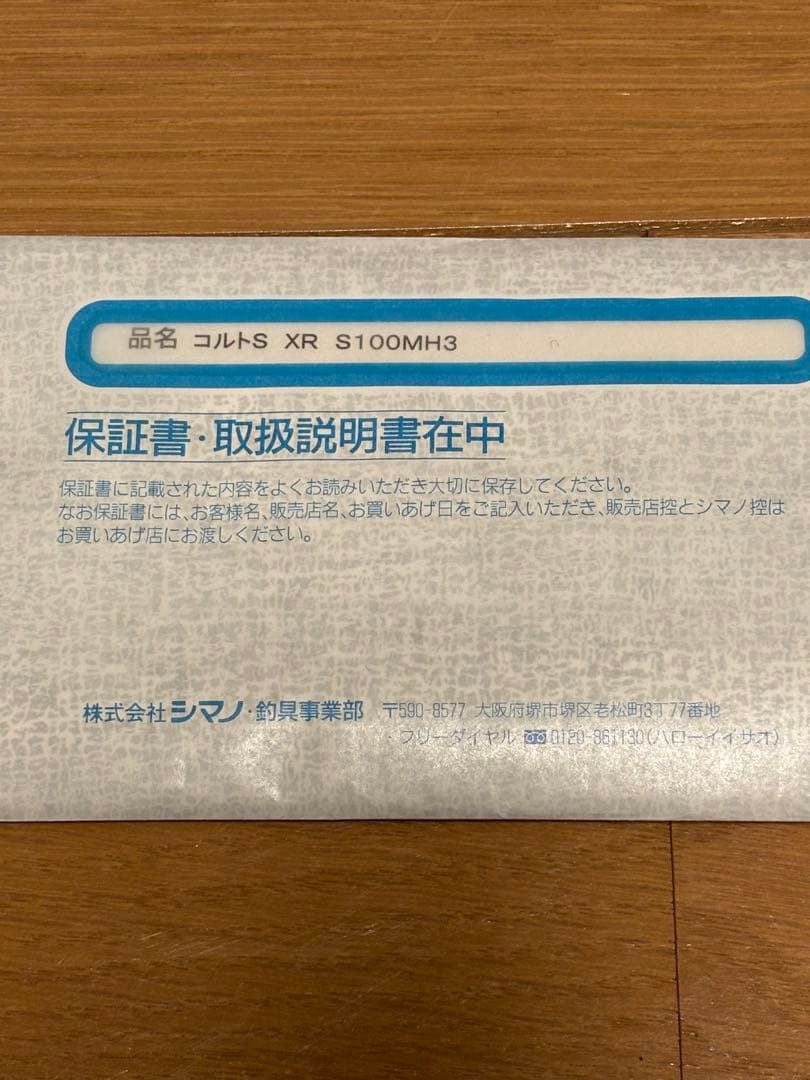 品名 コルトS XR S100MH3
保証書・取扱説明書在中
保証書に記載された内容をよくお読みいただき大切に保存してください。
なお保証書には、お客様名、販売店名、お買いあげ日をご記入いただき、販売店控とシマノ控は
お買いあげ店にお渡しください。
株式会社シマノ・釣具事業部 〒590-8577 大阪府堺市堺区老松町3丁77番地
フリーダイヤル 0120-861130(ハローイイサオ)